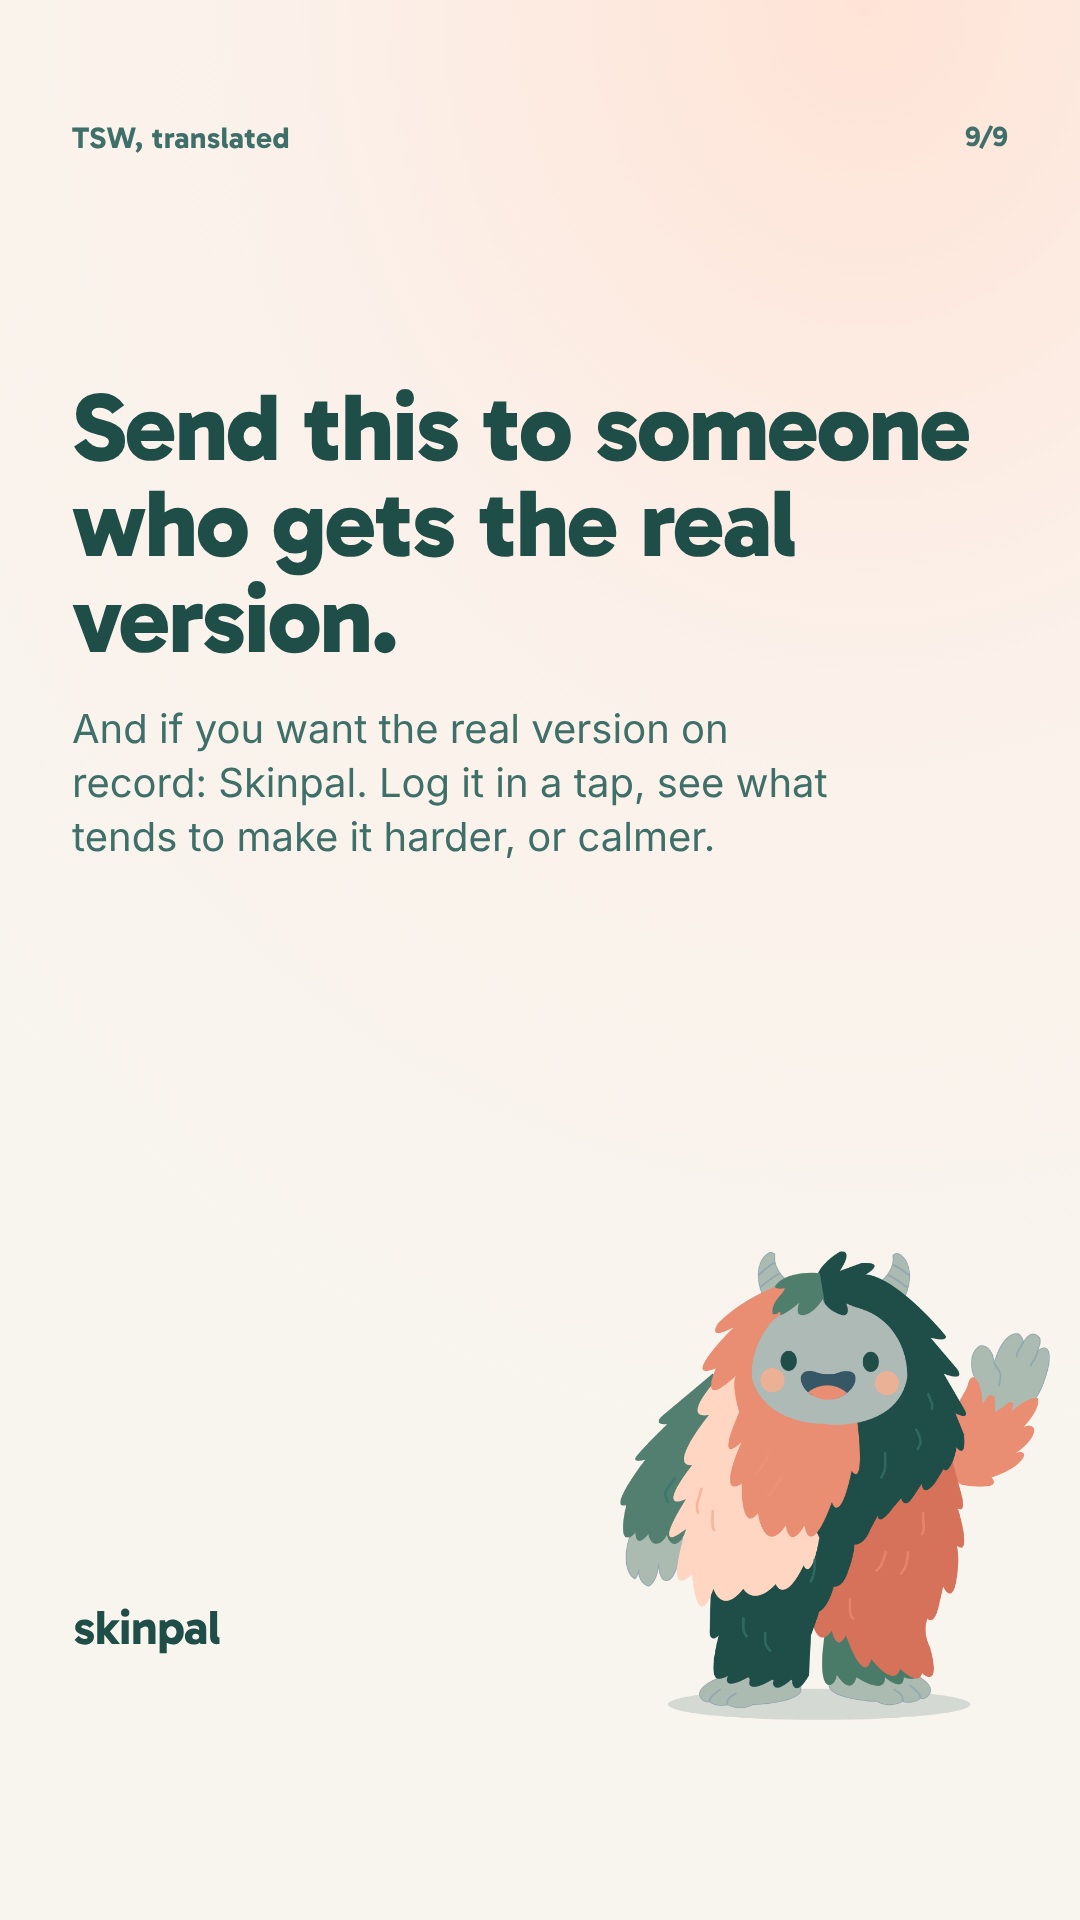 TSW, translated
9/9
Send this to someone
who gets the real
version.
And if you want the real version on
record: Skinpal. Log it in a tap, see what
tends to make it harder, or calmer.
skinpal